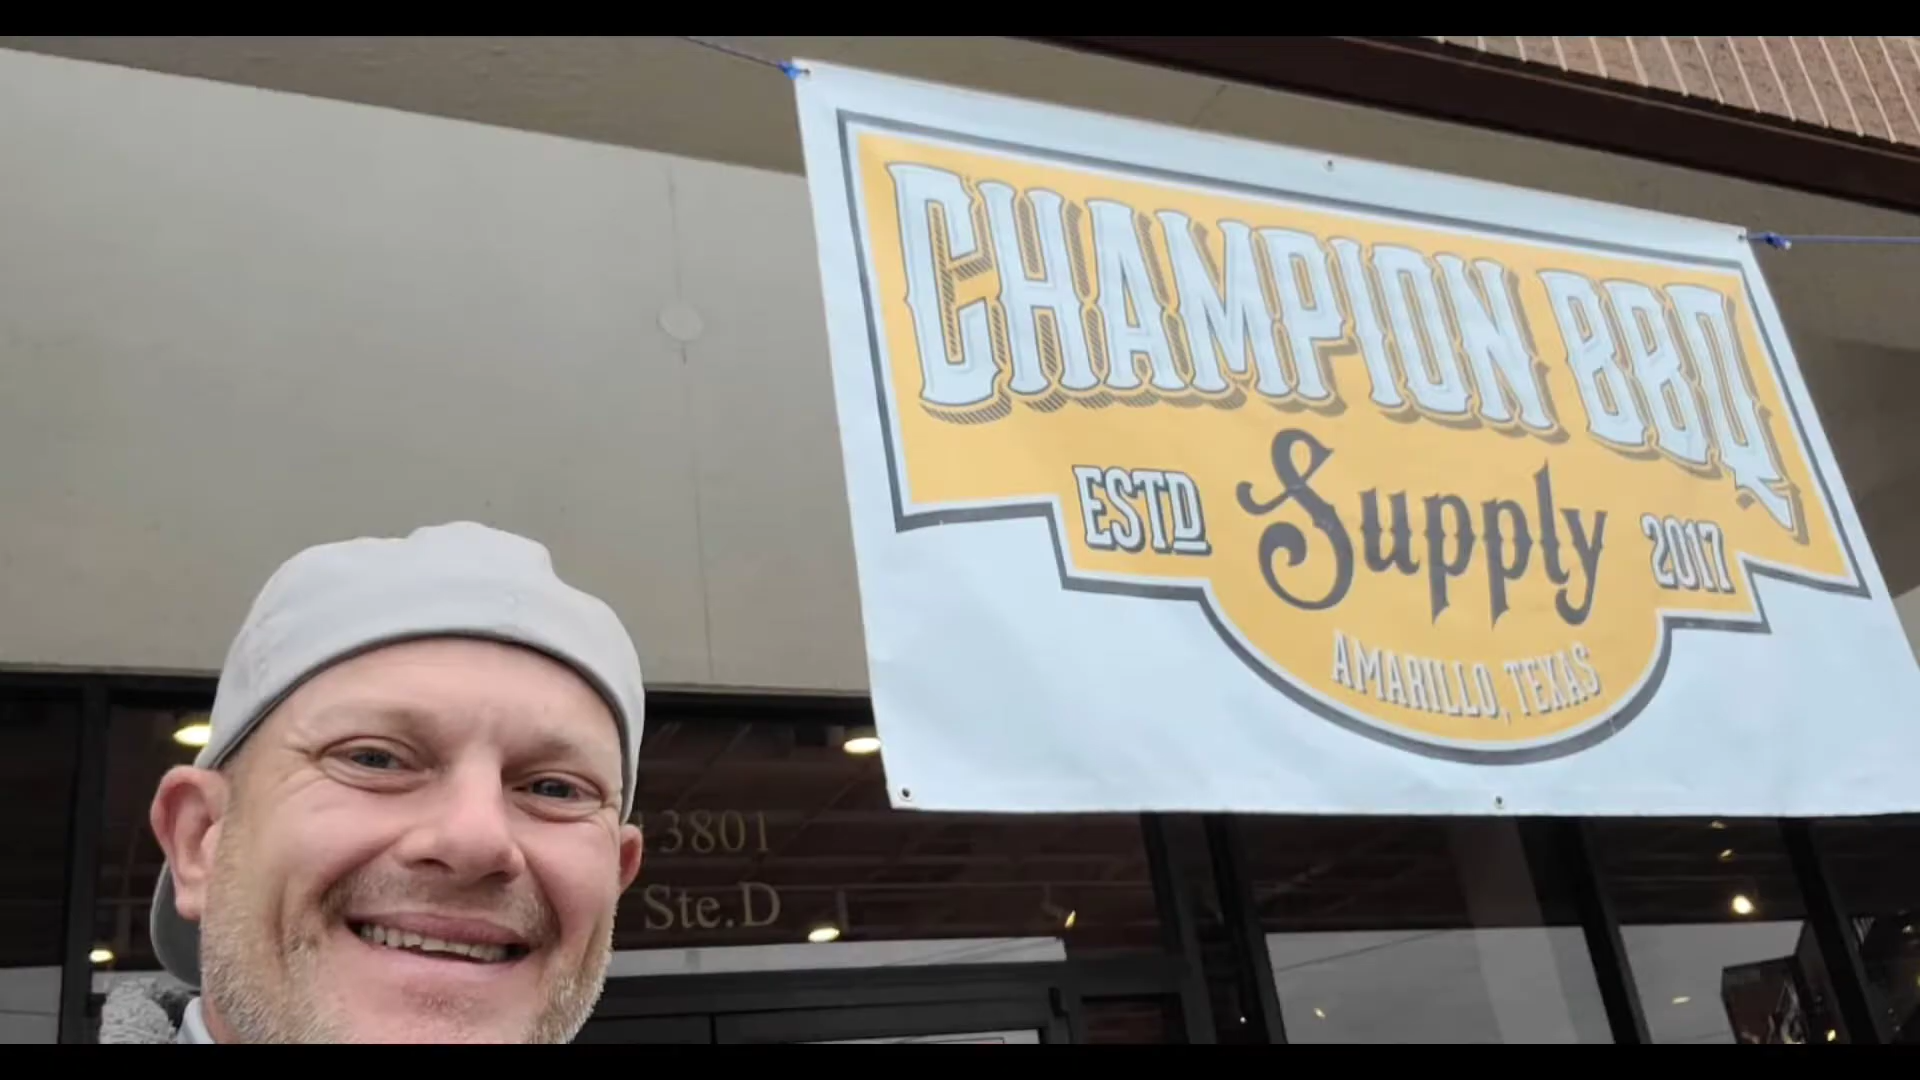 CHAMPION BBQ
ESTD Supply 2017
AMARILLO, TEXAS
3801
Ste.D